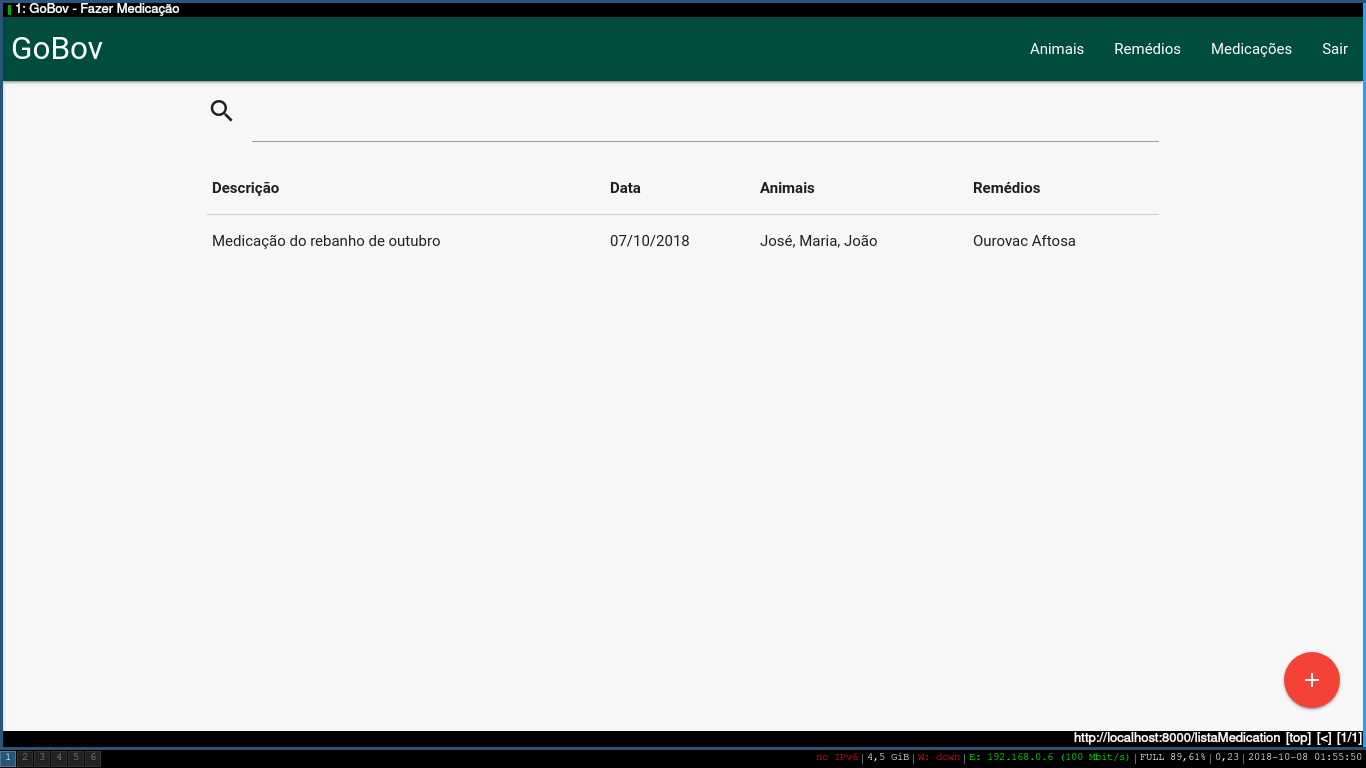 1: GoBov - Fazer Medicação
GoBov Animais Remédios Medicações Sair
Descrição Data Animais Remédios
Medicação do rebanho de outubro 07/10/2018 José, Maria, João Ourovac Aftosa
http://localhost:8000/listaMedication [top] [<] [1/1]
1 2 3 4 5 6 no IPv6|4,5 GiB|W: down|E: 192.168.0.6 (100 Mbit/s)|FULL 89,61%|0,23|2018-10-08 01:55:50